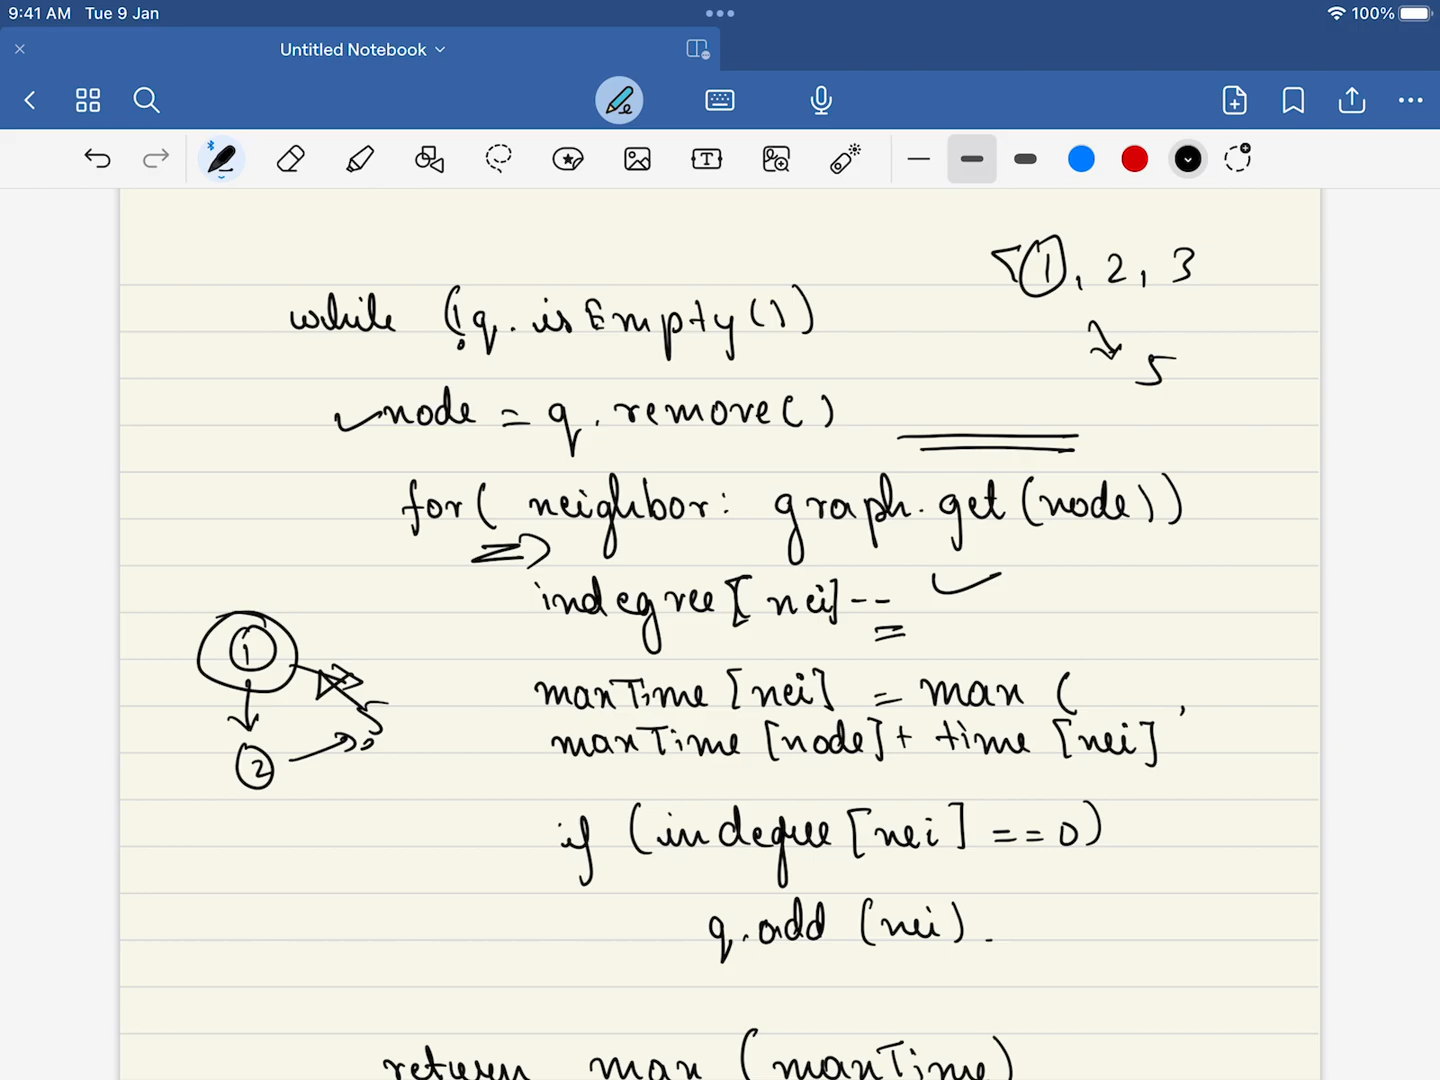 9:41 AM Tue 9 Jan
100%
Untitled Notebook
T
1, 2, 3
5
while (!q.isEmpty())
node = q.remove()
for( neighbor: graph.get(node))
indegree[nei]--
maxTime[nei] = max (
maxTime[node] + time[nei] ,
1
5
2
if (indegree[nei] == 0)
q.add (nei).
return max (maxTime)